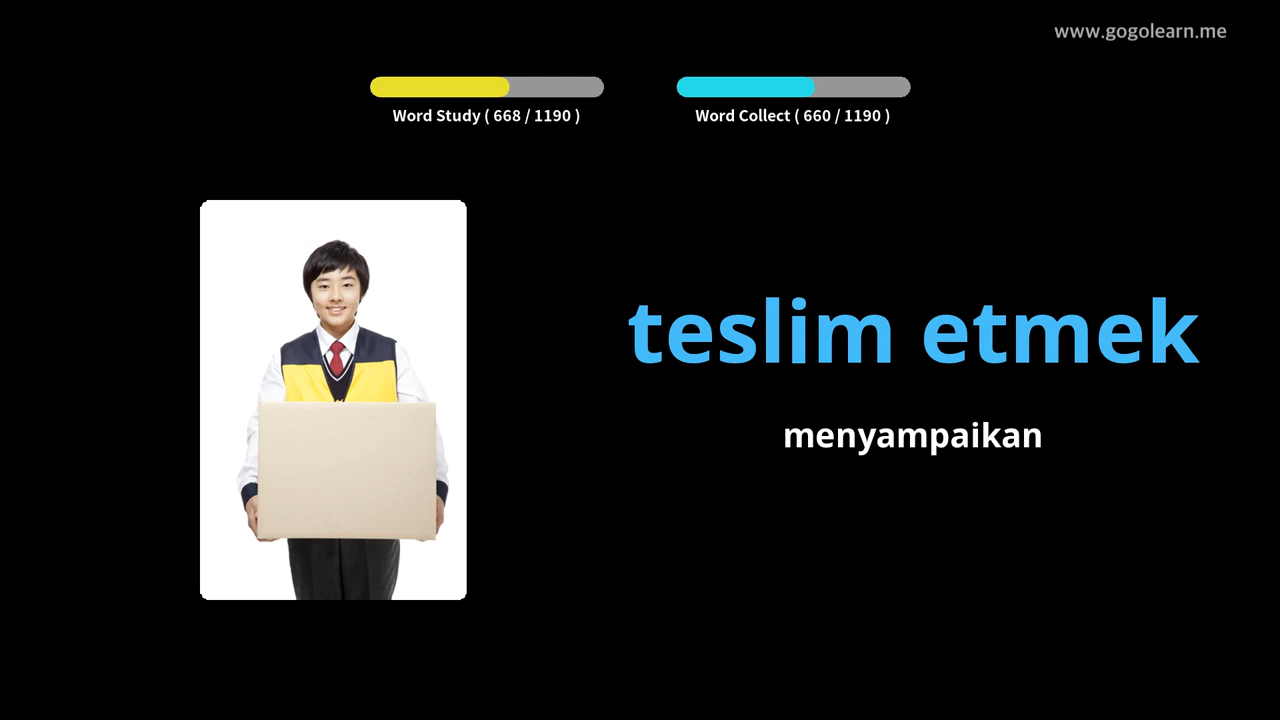 www.gogolearn.me
Word Study ( 668 / 1190 )
Word Collect ( 660 / 1190 )
teslim etmek
menyampaikan